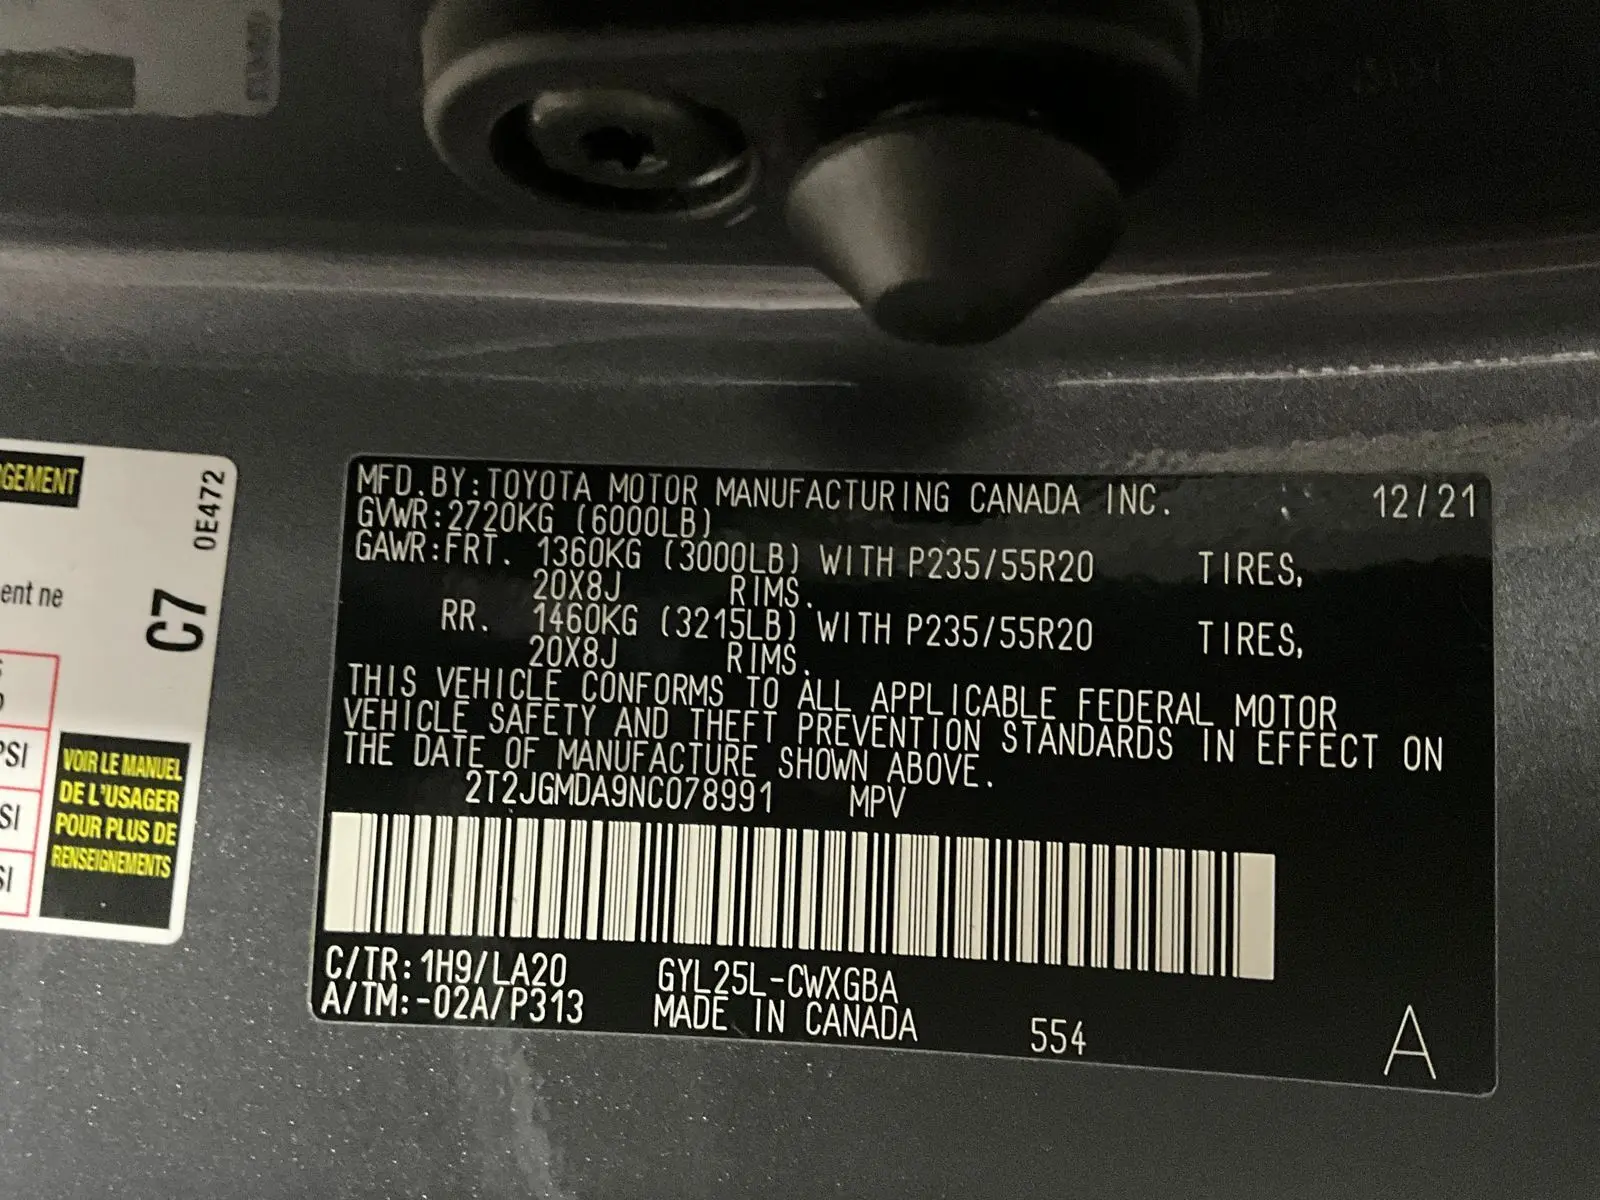 GEMENT
0E472
ent ne
C7
PSI
SI
SI
VOIR LE MANUEL
DE L'USAGER
POUR PLUS DE
RENSEIGNEMENTS
MFD.BY:TOYOTA MOTOR MANUFACTURING CANADA INC. 12/21
GVWR:2720KG (6000LB)
GAWR:FRT. 1360KG (3000LB) WITH P235/55R20 TIRES,
20X8J RIMS.
RR. 1460KG (3215LB) WITH P235/55R20 TIRES,
20X8J RIMS.
THIS VEHICLE CONFORMS TO ALL APPLICABLE FEDERAL MOTOR
VEHICLE SAFETY AND THEFT PREVENTION STANDARDS IN EFFECT ON
THE DATE OF MANUFACTURE SHOWN ABOVE.
2T2JGMDA9NC078991 MPV
C/TR:1H9/LA20 GYL25L-CWXGBA
A/TM:-02A/P313 MADE IN CANADA 554 A